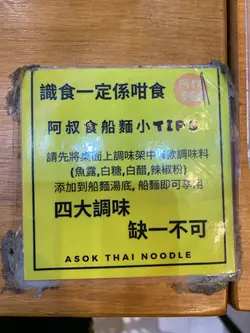 識食一定係咁食
阿叔食船麵小TIPS
請先將桌面上調味架中四款調味料
(魚露,白糖,白醋,辣椒粉)
添加到船麵湯底, 船麵即可享用
四大調味
缺一不可
ASOK THAI NOODLE